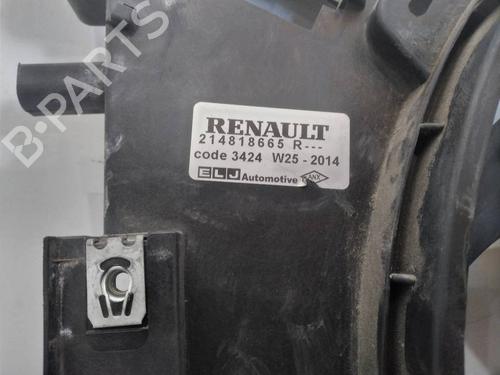 RENAULT
214818665 R---
code 3424 W25 - 2014
ELJ Automotive
B-Parts